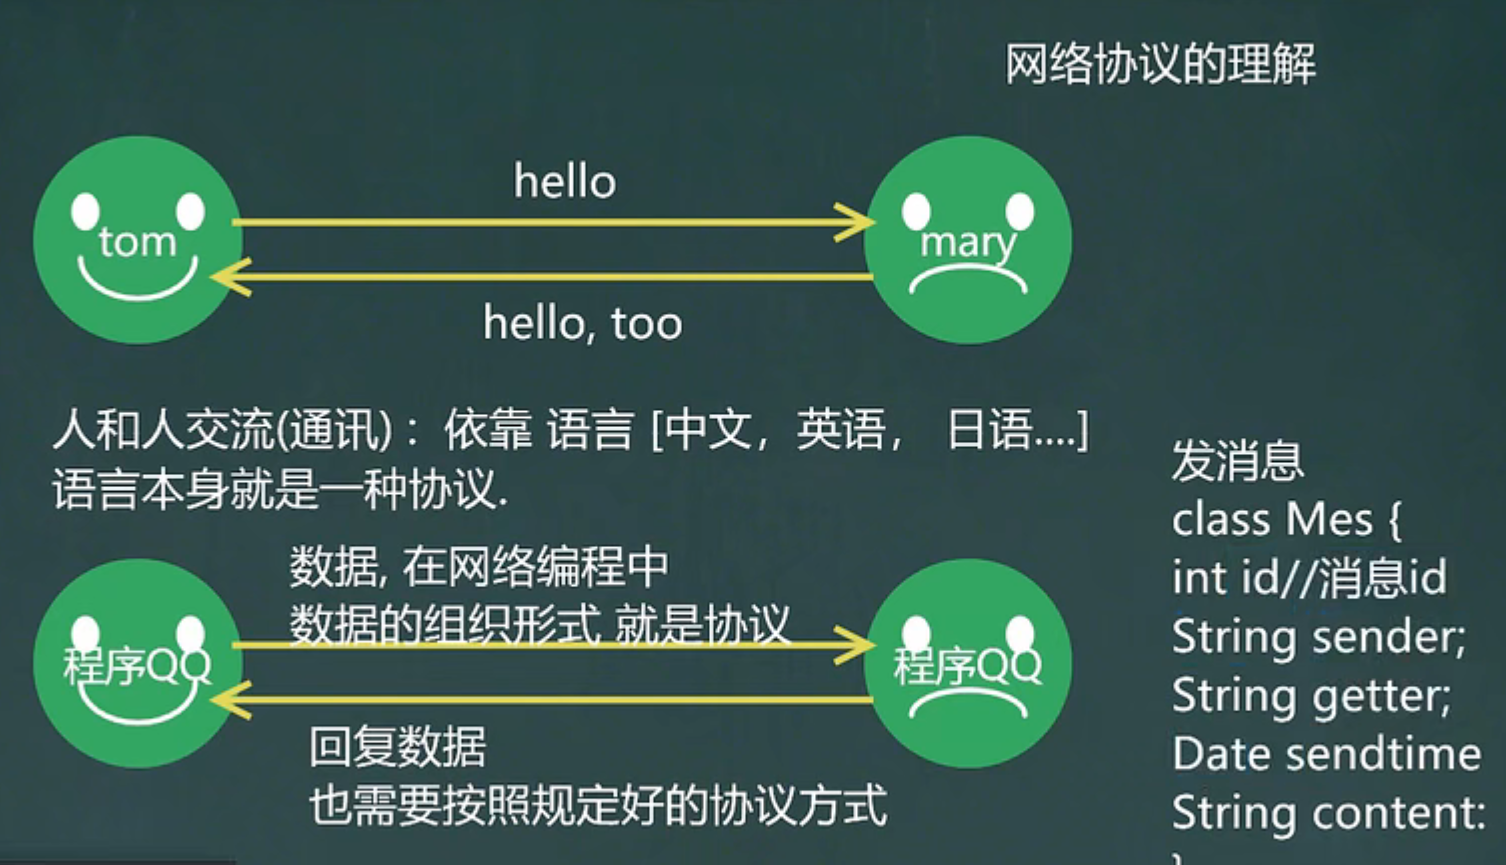 网络协议的理解
hello
tom
mary
hello, too
人和人交流(通讙)：依靠 语言 [中文，英语， 日语....]
语言本身就是一种协议.
数据, 在网络编程中
数据的组织形式 就是协议
程序QQ
程序QQ
回复数据
也需要按照规定好的协议方式
发消息
class Mes {
int id//消息id
String sender;
String getter;
Date sendtime
String content: